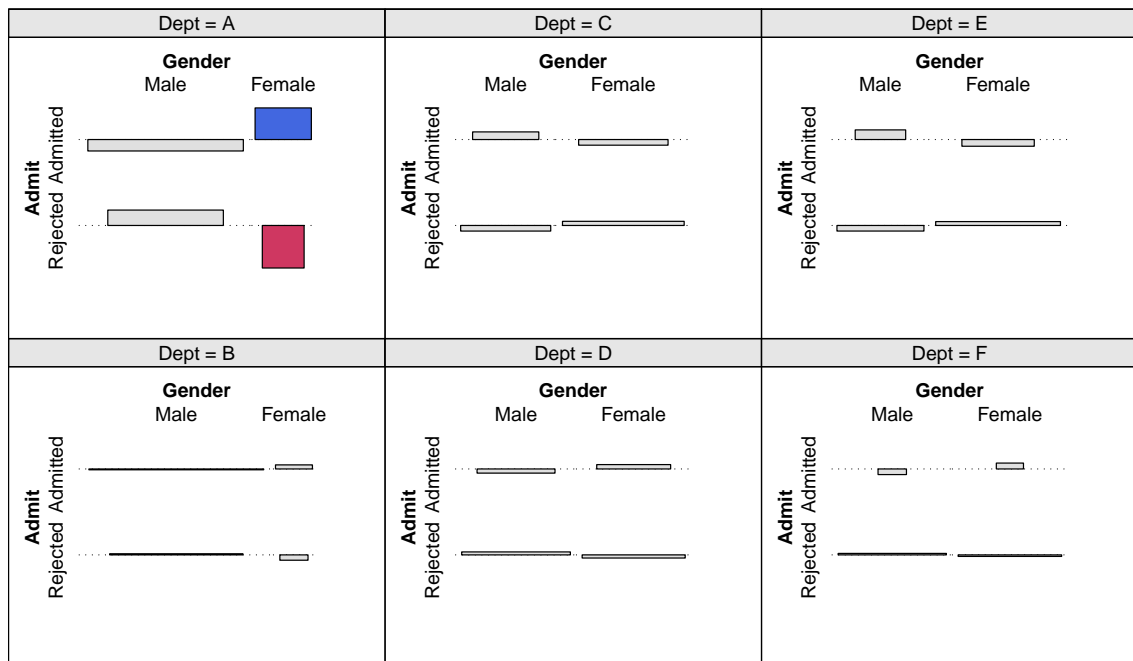 Dept = A
Gender
Male Female
Admit
Admitted
Rejected
Dept = C
Gender
Male Female
Admit
Admitted
Rejected
Dept = E
Gender
Male Female
Admit
Admitted
Rejected
Dept = B
Gender
Male Female
Admit
Admitted
Rejected
Dept = D
Gender
Male Female
Admit
Admitted
Rejected
Dept = F
Gender
Male Female
Admit
Admitted
Rejected